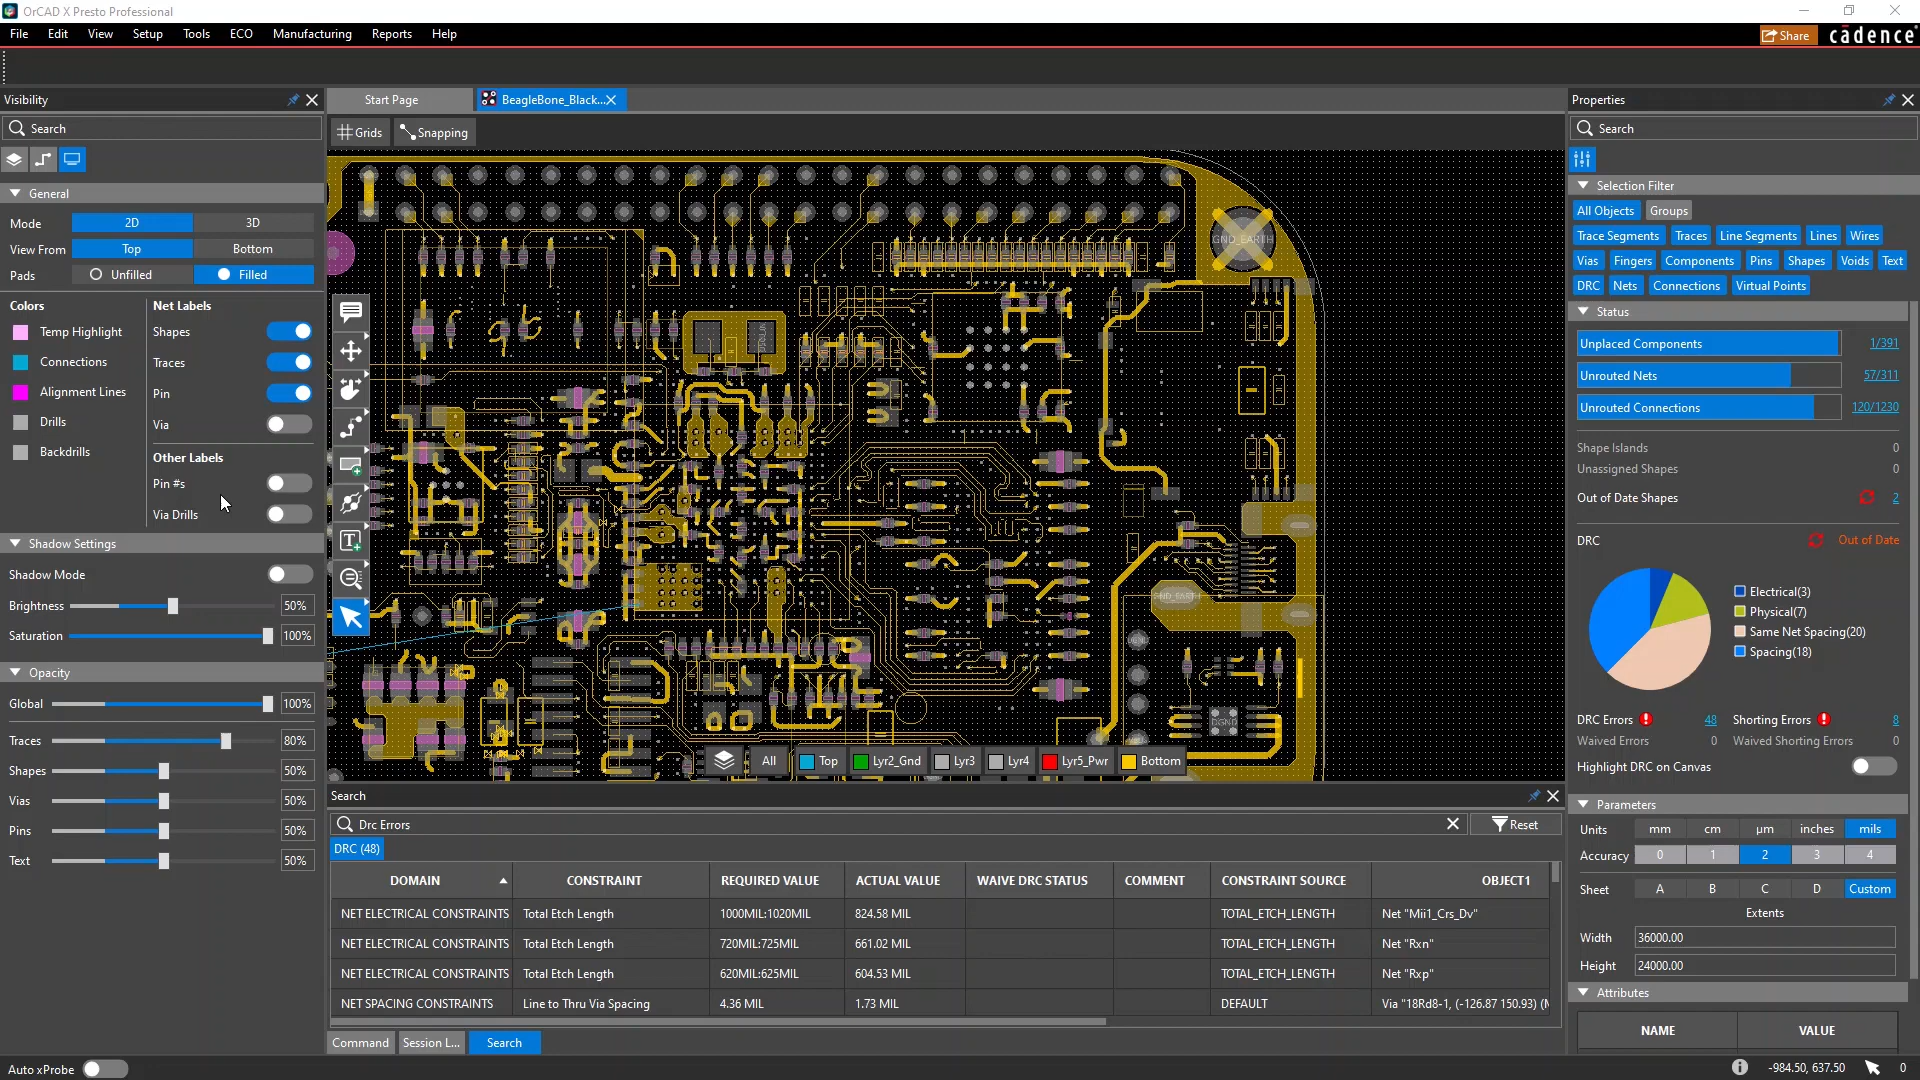 OrCAD X Presto Professional
File Edit View Setup Tools ECO Manufacturing Reports Help
Share cādence
Visibility
Search
General
Mode 2D 3D
View From Top Bottom
Pads Unfilled Filled
Colors
Temp Highlight
Connections
Alignment Lines
Drills
Backdrills
Net Labels
Shapes
Traces
Pin
Via
Other Labels
Pin #s
Via Drills
Shadow Settings
Shadow Mode
Brightness 50%
Saturation 100%
Opacity
Global 100%
Traces 80%
Shapes 50%
Vias 50%
Pins 50%
Text 50%
Start Page BeagleBone_Black...
Grids Snapping
GND_EARTH
GND_EARTH
DGND
All Top Lyr2_Gnd Lyr3 Lyr4 Lyr5_Pwr Bottom
Search
Drc Errors Reset
DRC (48)
DOMAIN CONSTRAINT REQUIRED VALUE ACTUAL VALUE WAIVE DRC STATUS COMMENT CONSTRAINT SOURCE OBJECT1
NET ELECTRICAL CONSTRAINTS Total Etch Length 1000MIL:1020MIL 824.58 MIL TOTAL_ETCH_LENGTH Net "Mii1_Crs_Dv"
NET ELECTRICAL CONSTRAINTS Total Etch Length 720MIL:725MIL 661.02 MIL TOTAL_ETCH_LENGTH Net "Rxn"
NET ELECTRICAL CONSTRAINTS Total Etch Length 620MIL:625MIL 604.53 MIL TOTAL_ETCH_LENGTH Net "Rxp"
NET SPACING CONSTRAINTS Line to Thru Via Spacing 4.36 MIL 1.73 MIL DEFAULT Via "18Rd8-1, (-126.87 150.93) (
Command Session L... Search
Auto xProbe
Properties
Search
Selection Filter
All Objects Groups
Trace Segments Traces Line Segments Lines Wires
Vias Fingers Components Pins Shapes Voids Text
DRC Nets Connections Virtual Points
Status
Unplaced Components 1/391
Unrouted Nets 57/311
Unrouted Connections 120/1230
Shape Islands 0
Unassigned Shapes 0
Out of Date Shapes 2
DRC Out of Date
Electrical(3)
Physical(7)
Same Net Spacing(20)
Spacing(18)
DRC Errors 48 Shorting Errors 8
Waived Errors 0 Waived Shorting Errors 0
Highlight DRC on Canvas
Parameters
Units mm cm µm inches mils
Accuracy 0 1 2 3 4
Sheet A B C D Custom
Extents
Width 36000.00
Height 24000.00
Attributes
NAME VALUE
-984.50, 637.50 0